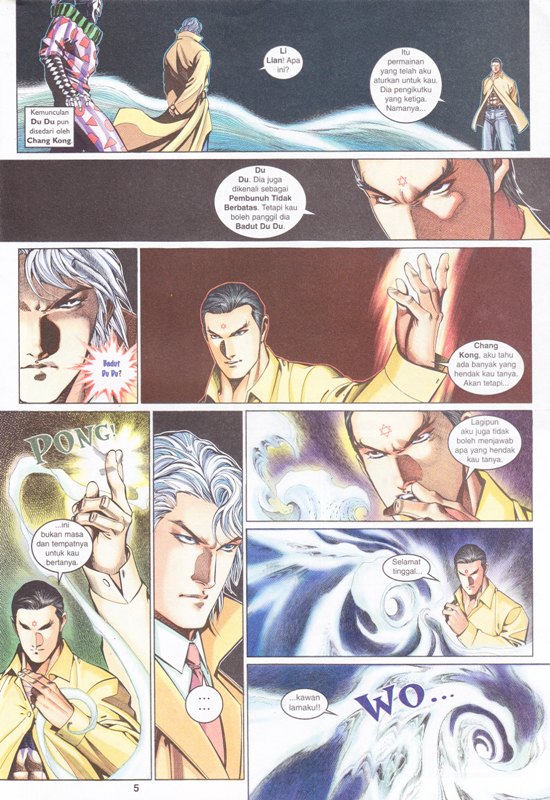 Li
Lian! Apa
ini?
Itu
permainan
yang telah aku
aturkan untuk kau.
Dia pengikutku
yang ketiga.
Namanya...
Kemunculan
Du Du pun
disedari oleh
Chang Kong
Du
Du. Dia juga
dikenali sebagai
Pembunuh Tidak
Berbatas. Tetapi kau
boleh panggil dia
Badut Du Du.
Badut
Du Du?
Chang
Kong, aku tahu
ada banyak yang
hendak kau tanya.
Akan tetapi...
PONG!
...ini
bukan masa
dan tempatnya
untuk kau
bertanya.
...
...
Lagipun
aku juga tidak
boleh menjawab
apa yang hendak
kau tanya.
Selamat
tinggal...
...kawan
lamaku!!
WO...
5